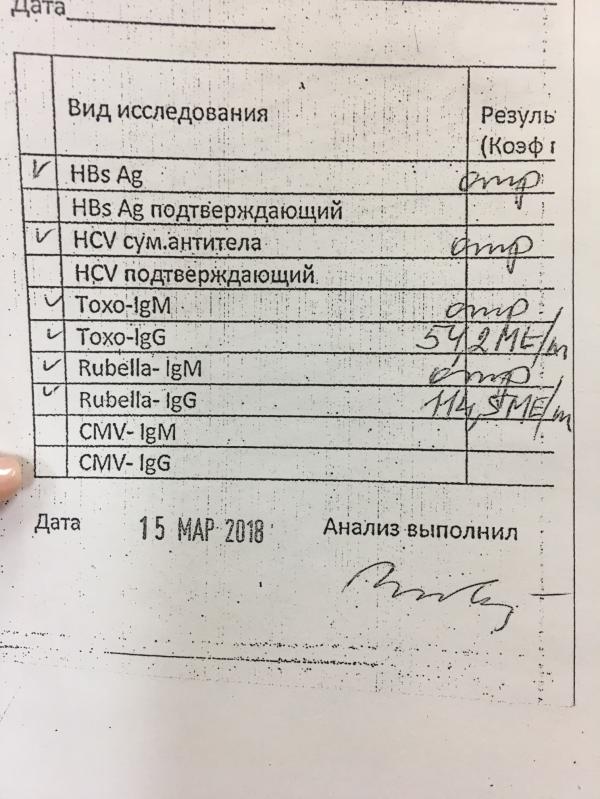 Дата
Вид исследования Резуль
(Коэф п
HBs Ag отр
HBs Ag подтверждающий
HCV сум.антитела отр
HCV подтверждающий
Toxo-IgM отр
Toxo-IgG 54,2 МЕ/м
Rubella- IgM отр
Rubella- IgG 114,5 МЕ/м
CMV- IgM
CMV- IgG
Дата 15 МАР 2018 Анализ выполнил